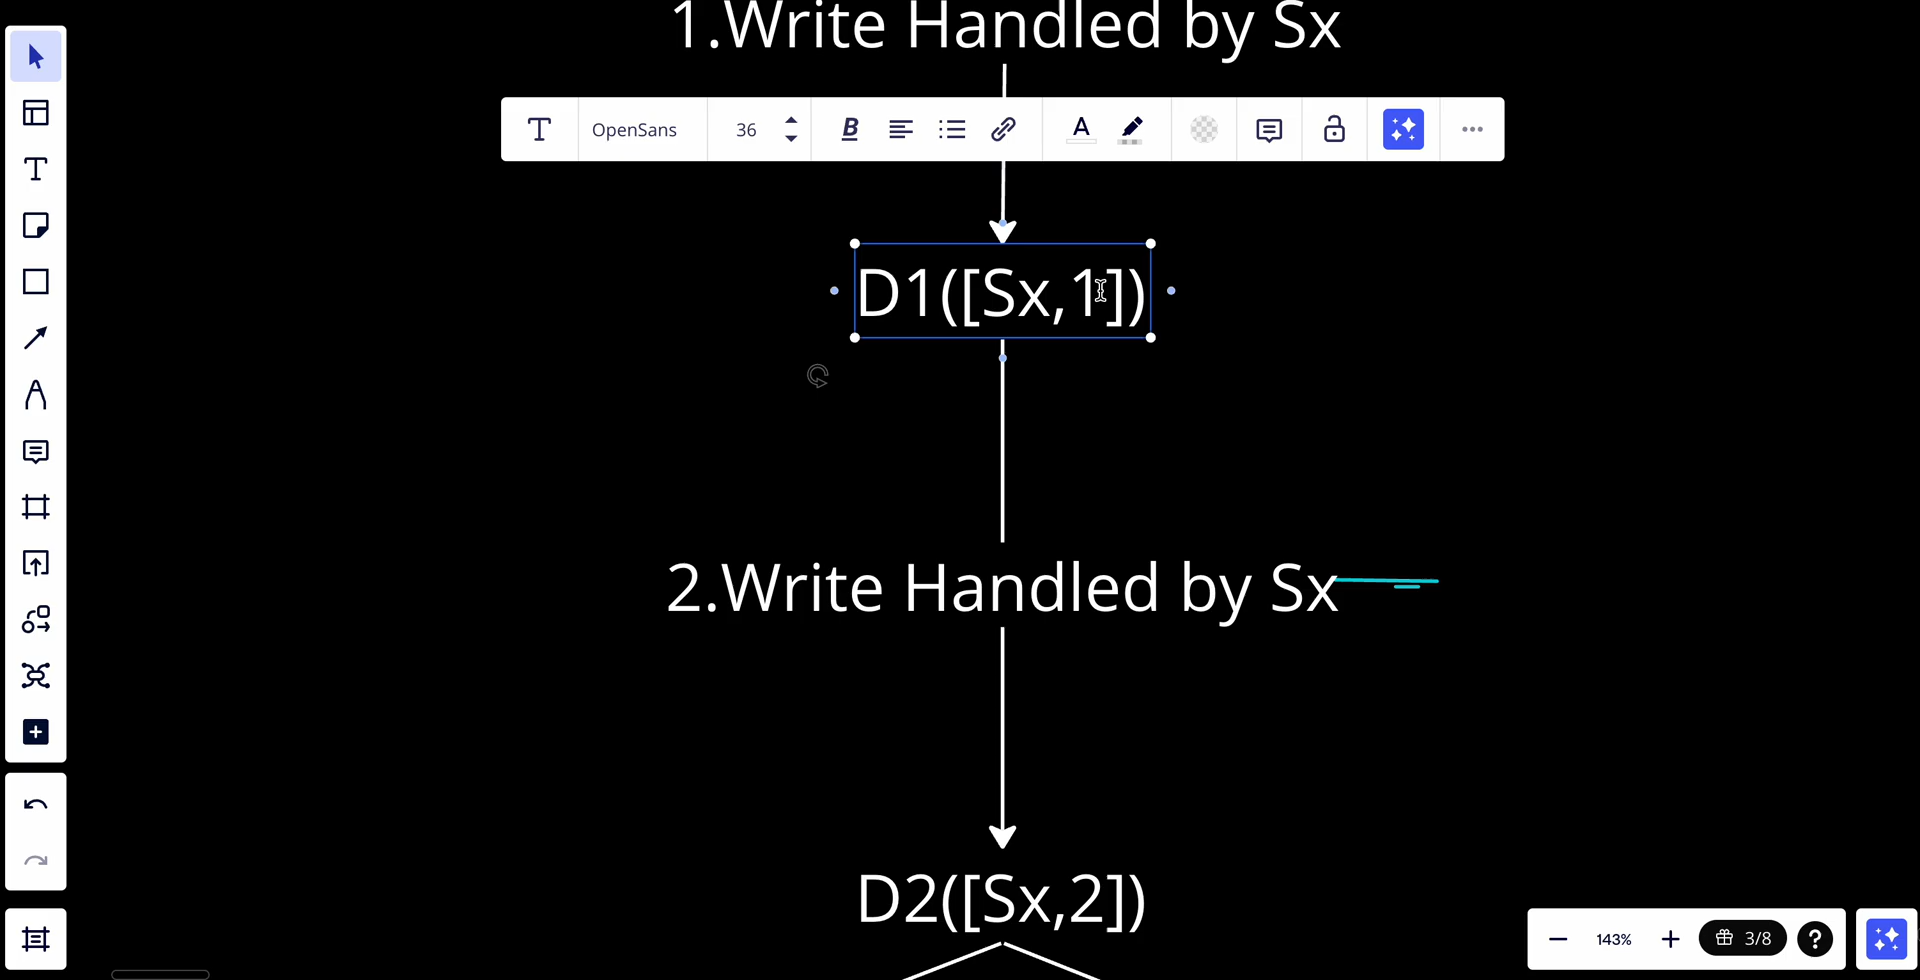 1.Write Handled by Sx
OpenSans
36
B
A
D1([Sx,1])
2.Write Handled by Sx
D2([Sx,2])
143%
3/8
?